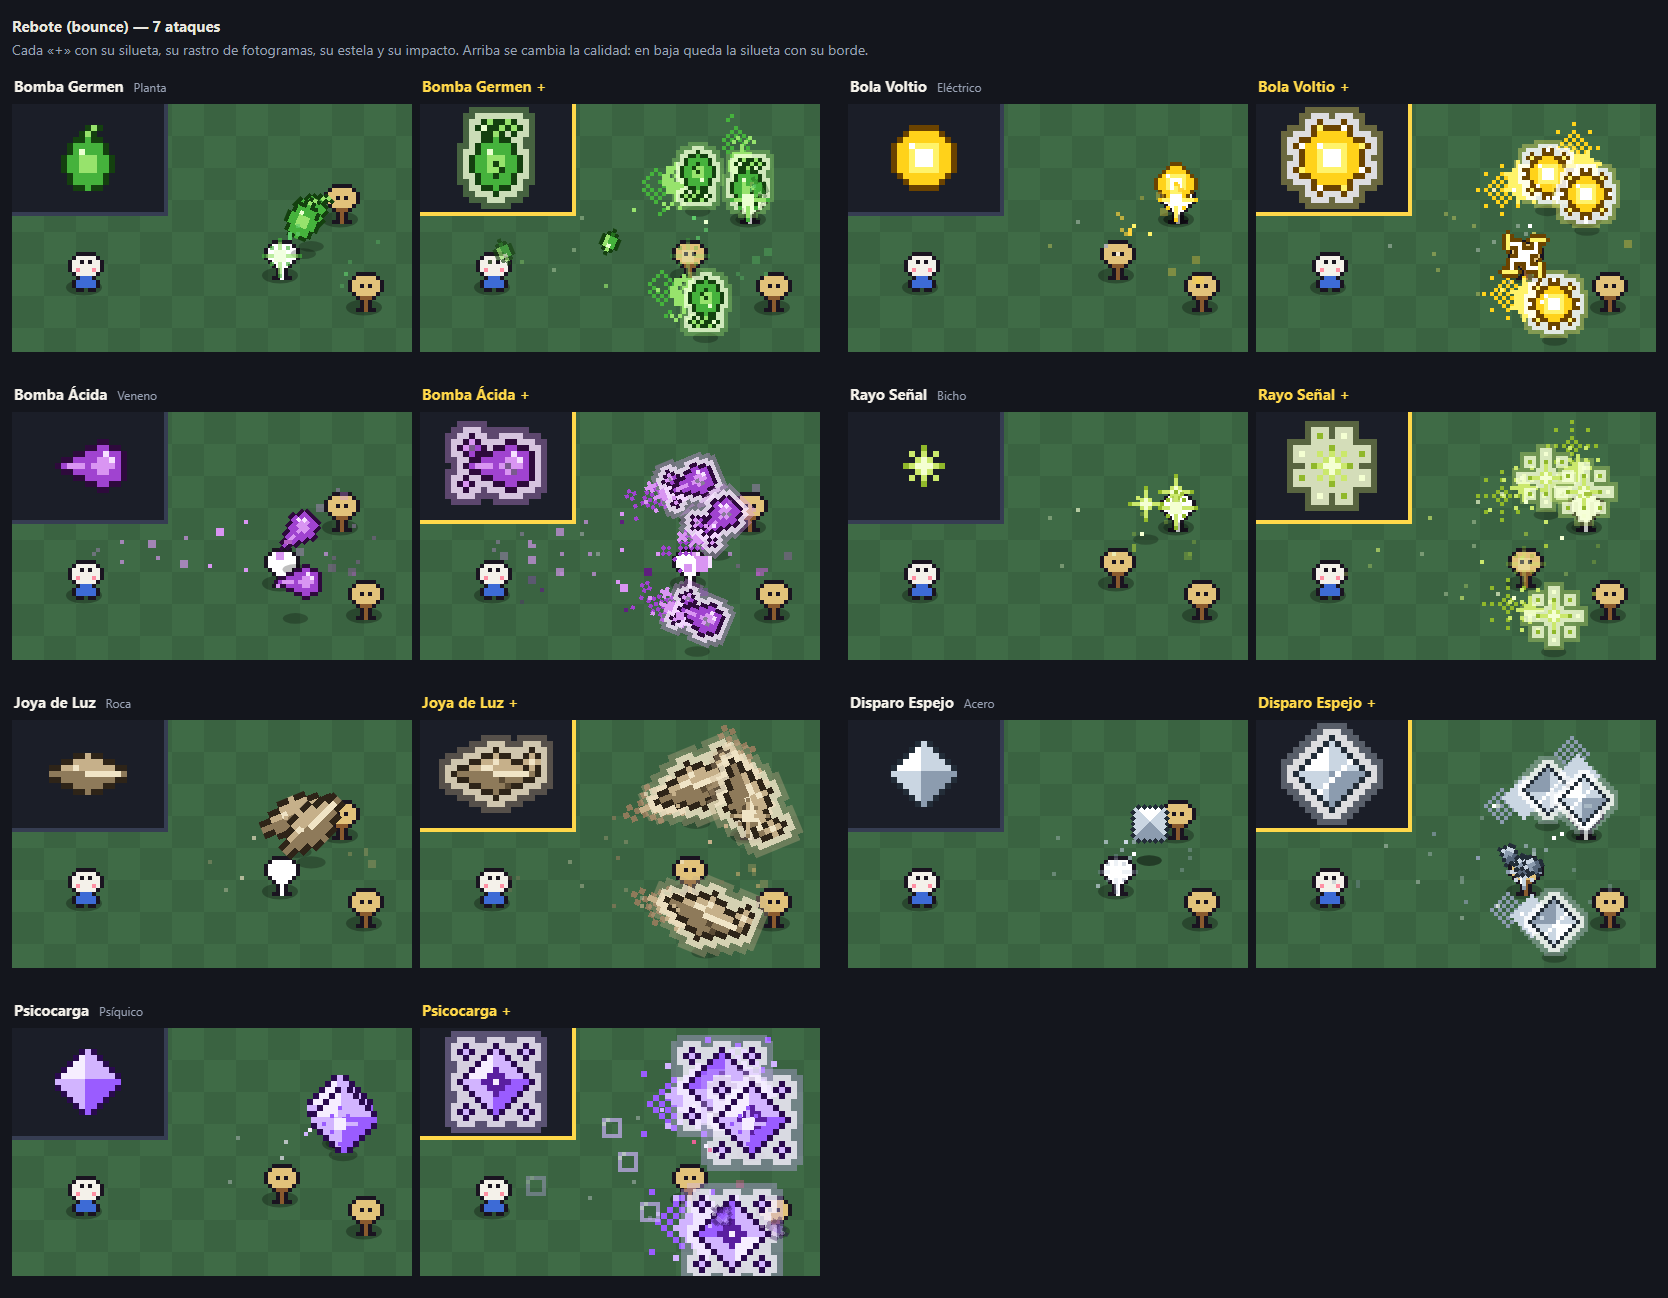 Rebote (bounce) — 7 ataques
Cada «+» con su silueta, su rastro de fotogramas, su estela y su impacto. Arriba se cambia la calidad: en baja queda la silueta con su borde.
Bomba Germen Planta
Bomba Germen +
Bola Voltio Eléctrico
Bola Voltio +
Bomba Ácida Veneno
Bomba Ácida +
Rayo Señal Bicho
Rayo Señal +
Joya de Luz Roca
Joya de Luz +
Disparo Espejo Acero
Disparo Espejo +
Psicocarga Psíquico
Psicocarga +